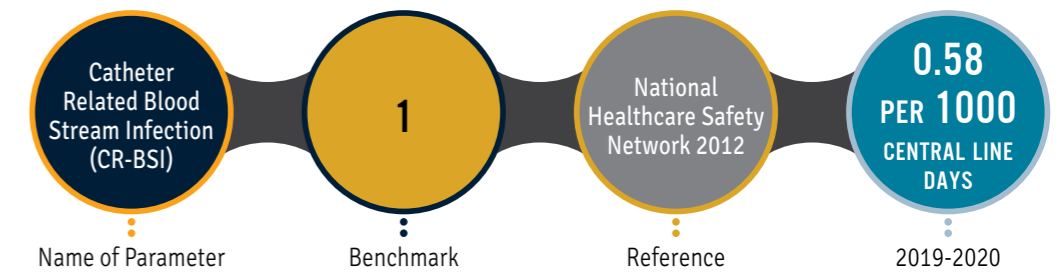 Catheter
Related Blood
Stream Infection
(CR-BSI)
1
National
Healthcare Safety
Network 2012
0.58
PER 1000
CENTRAL LINE
DAYS
Name of Parameter
Benchmark
Reference
2019-2020